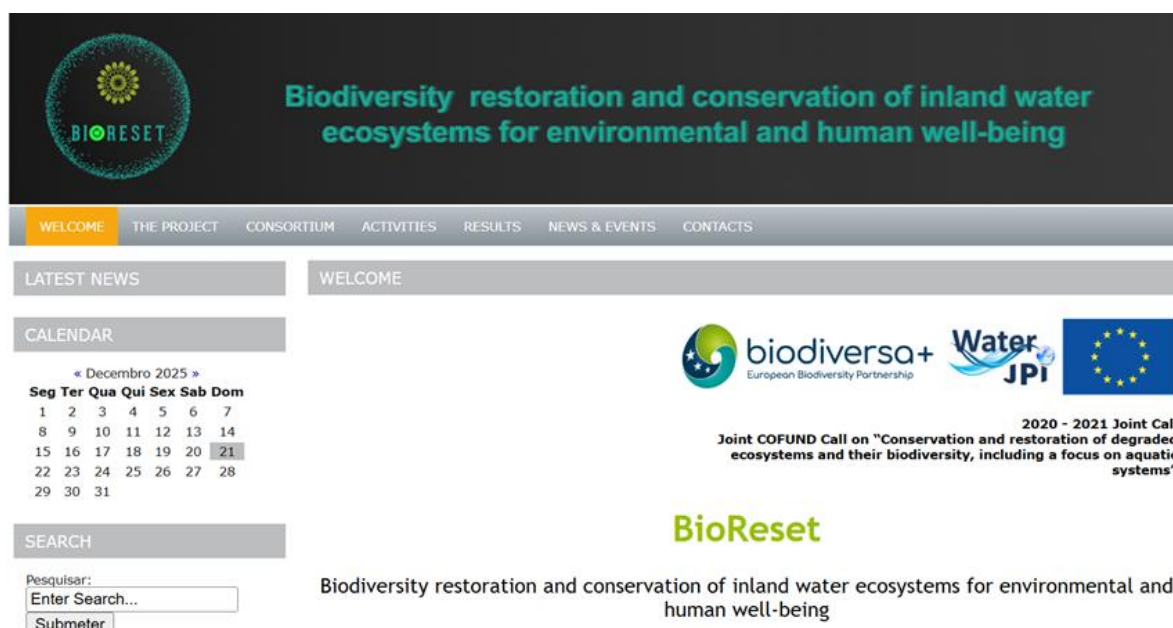 BIORESET
Biodiversity restoration and conservation of inland water
ecosystems for environmental and human well-being
WELCOME THE PROJECT CONSORTIUM ACTIVITIES RESULTS NEWS & EVENTS CONTACTS
LATEST NEWS
CALENDAR
« Decembro 2025 »
Seg Ter Qua Qui Sex Sab Dom
1 2 3 4 5 6 7
8 9 10 11 12 13 14
15 16 17 18 19 20 21
22 23 24 25 26 27 28
29 30 31
SEARCH
Pesquisar:
Enter Search...
Submeter
WELCOME
biodiversa+
European Biodiversity Partnership
Water
JPI
2020 - 2021 Joint Cal
Joint COFUND Call on "Conservation and restoration of degraded
ecosystems and their biodiversity, including a focus on aquatic
systems"
BioReset
Biodiversity restoration and conservation of inland water ecosystems for environmental and
human well-being